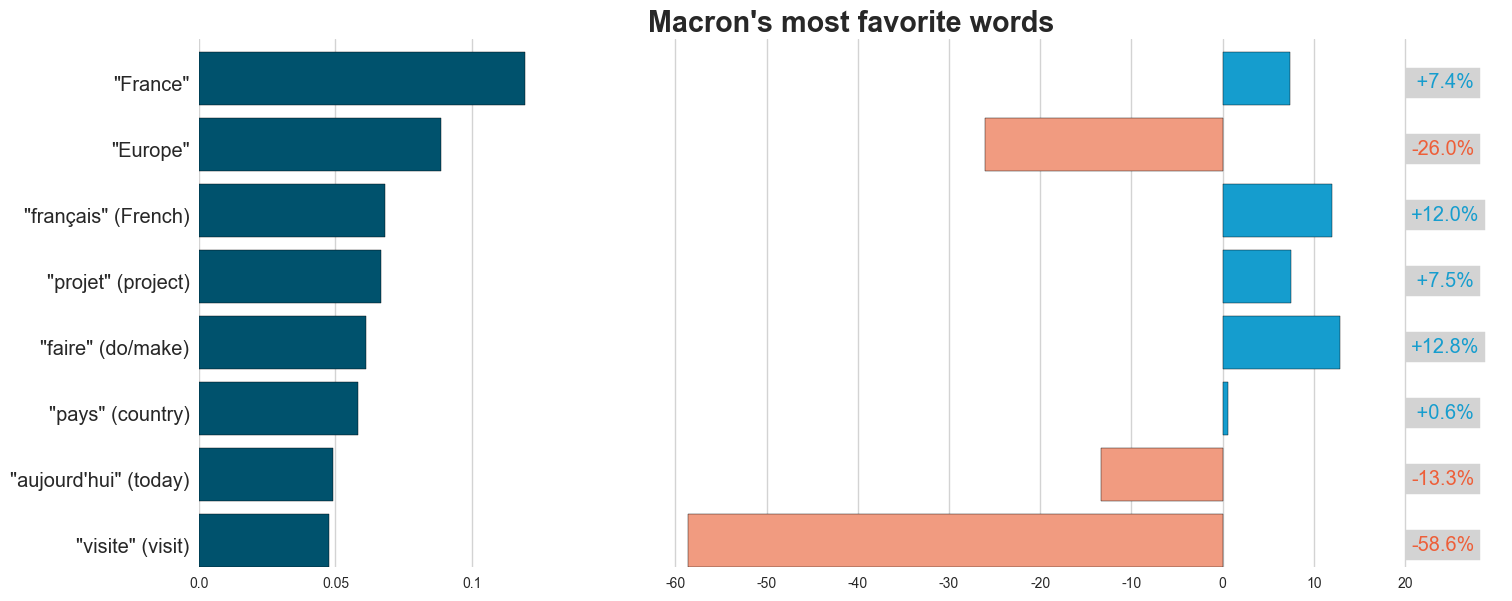 Macron's most favorite words
"France" +7.4%
"Europe" -26.0%
"français" (French) +12.0%
"projet" (project) +7.5%
"faire" (do/make) +12.8%
"pays" (country) +0.6%
"aujourd'hui" (today) -13.3%
"visite" (visit) -58.6%
0.0 0.05 0.1 -60 -50 -40 -30 -20 -10 0 10 20